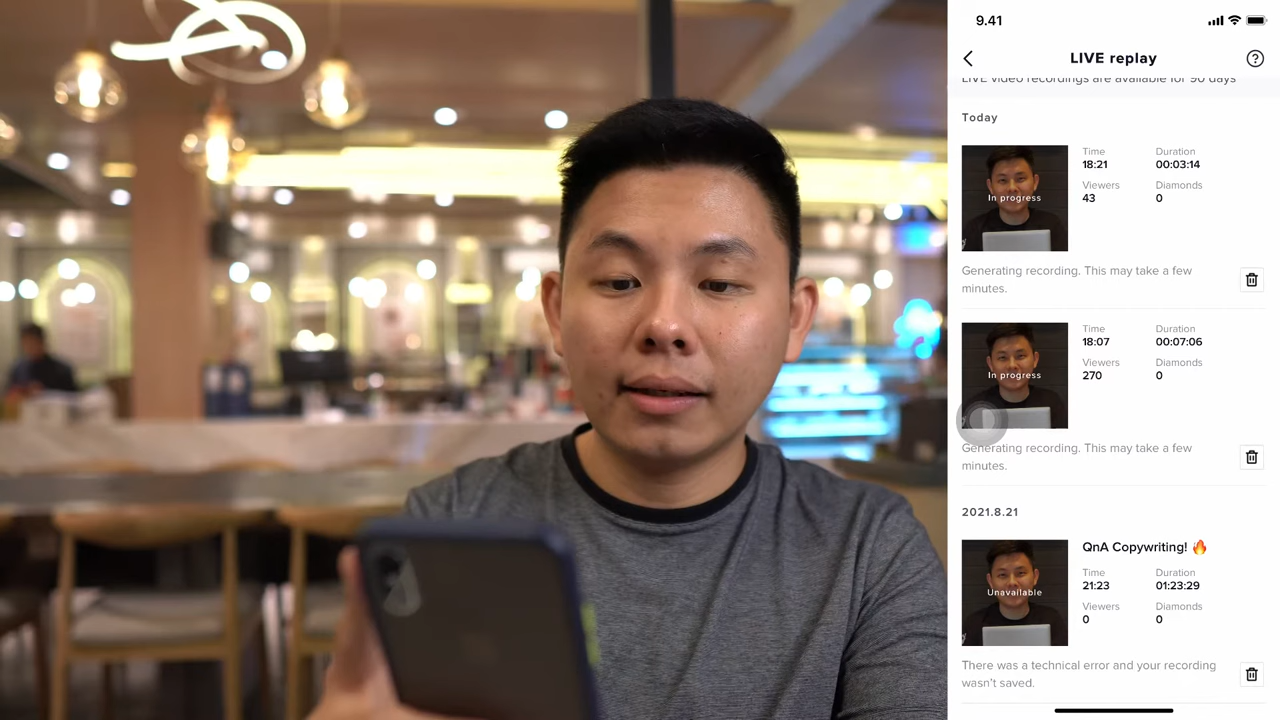 9.41
LIVE replay
LIVE video recordings are available for 90 days
Today
Time
18:21
Duration
00:03:14
Viewers
43
Diamonds
0
In progress
Generating recording. This may take a few
minutes.
Time
18:07
Duration
00:07:06
Viewers
270
Diamonds
0
In progress
Generating recording. This may take a few
minutes.
2021.8.21
QnA Copywriting! 🔥
Time
21:23
Duration
01:23:29
Viewers
0
Diamonds
0
Unavailable
There was a technical error and your recording
wasn't saved.